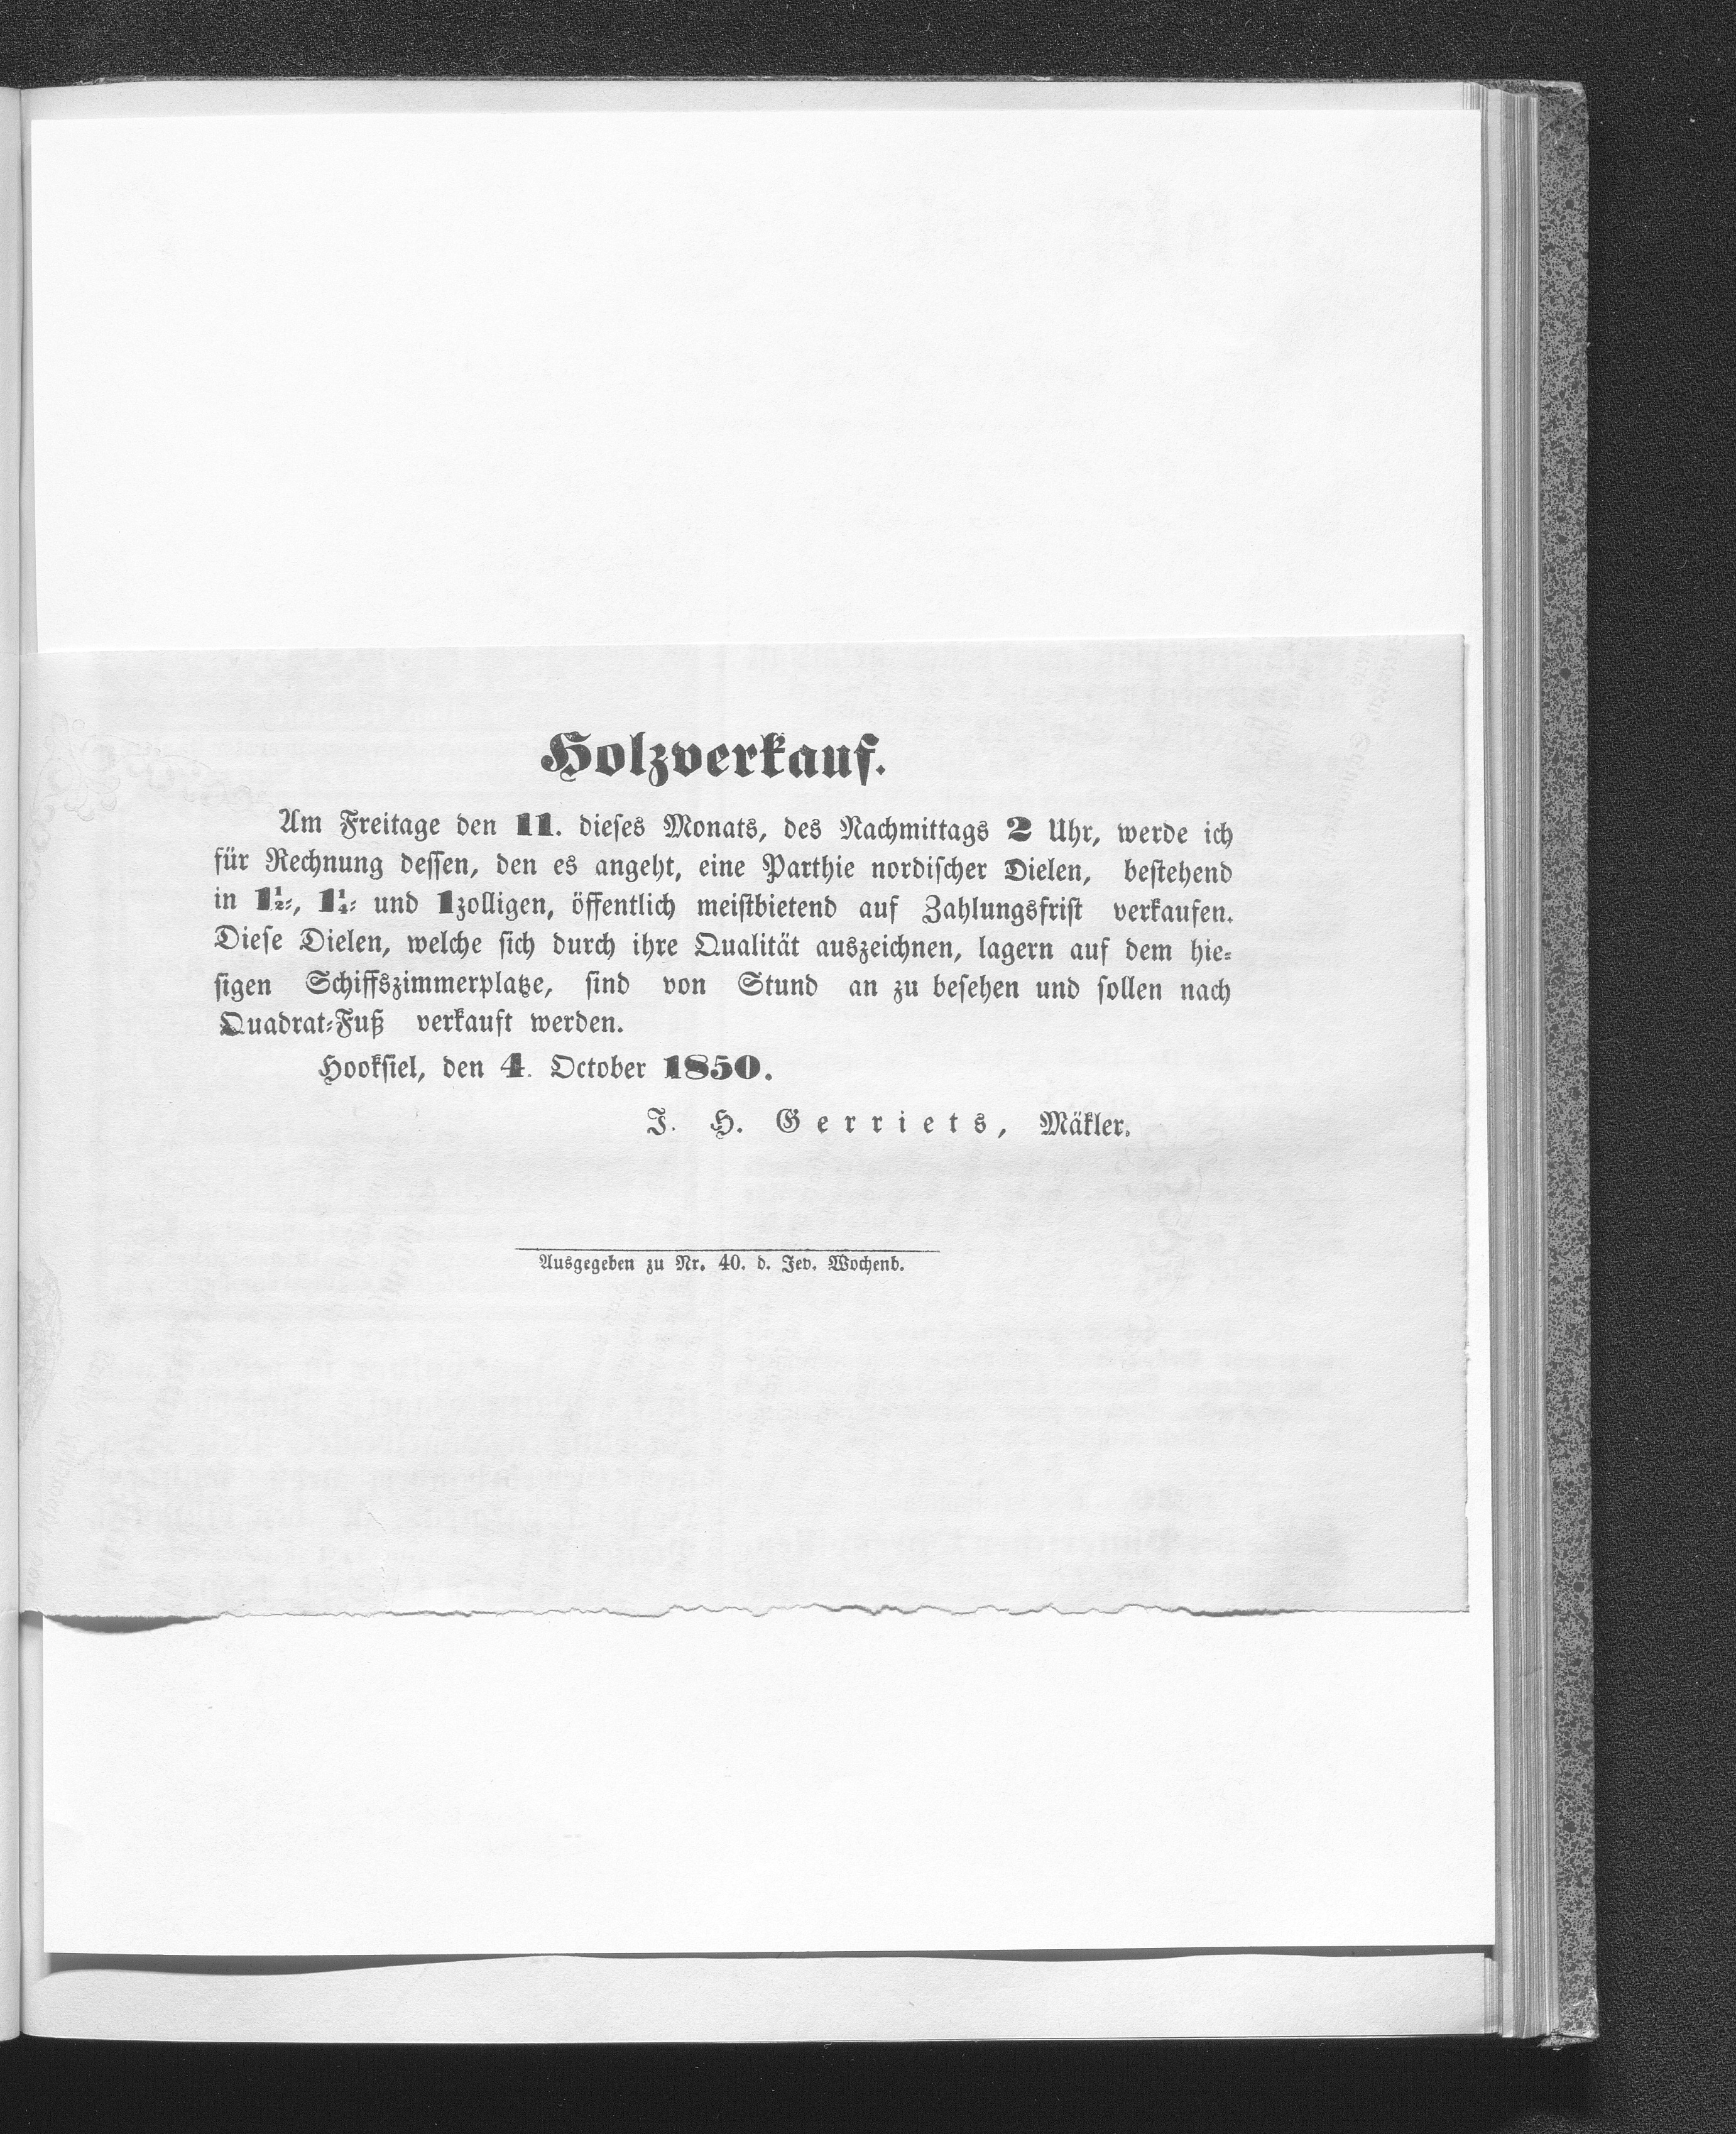 Holzverkauf.
Am Freitage den 11. dieses Monats, des Nachmittags 2 Uhr, werde ich
für Rechnung dessen, den es angeht, eine Parthie nordischer Dielen, bestehend
in 1½-, 1¼- und 1zolligen, öffentlich meistbietend auf Zahlungsfrist verkaufen.
Diese Dielen, welche sich durch ihre Qualität auszeichnen, lagern auf dem hie-
sigen Schiffszimmerplatze, sind von Stund an zu besehen und sollen nach
Quadrat-Fuß verkauft werden.
Hooksiel, den 4. October 1850.
J. H. Gerriets, Mäkler.
Ausgegeben zu Nr. 40. d. Jev. Wochenb.